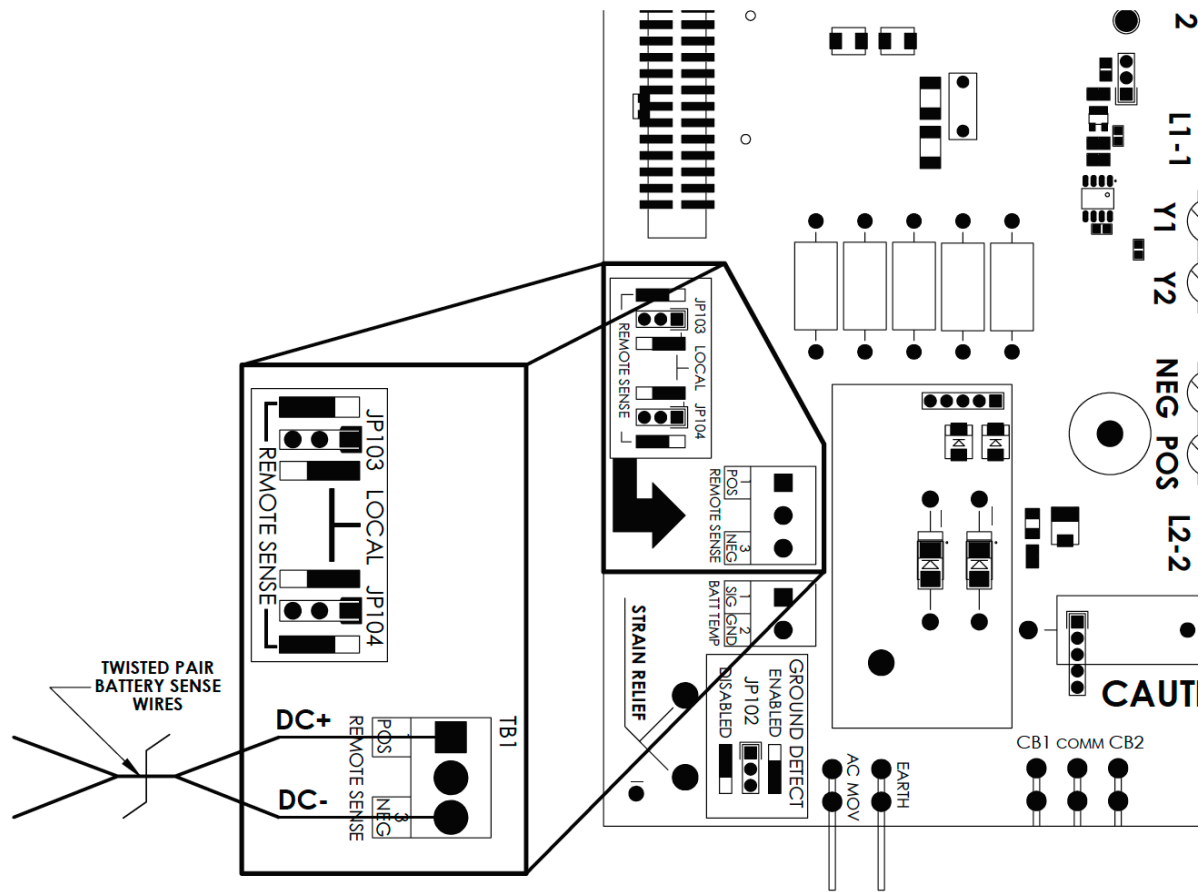 2
L1-1
Y1
Y2
NEG POS
L2-2
JP103
LOCAL
JP104
REMOTE SENSE
1
POS
REMOTE SENSE
3
NEG
1 2
SIG GND
BATT TEMP
STRAIN RELIEF
GROUND DETECT
ENABLED
JP102
DISABLED
CAUTI
CB1 COMM CB2
EARTH
AC MOV
JP103
LOCAL
JP104
REMOTE SENSE
TWISTED PAIR
BATTERY SENSE
WIRES
DC+
DC-
TB1
1
POS
REMOTE SENSE
3
NEG